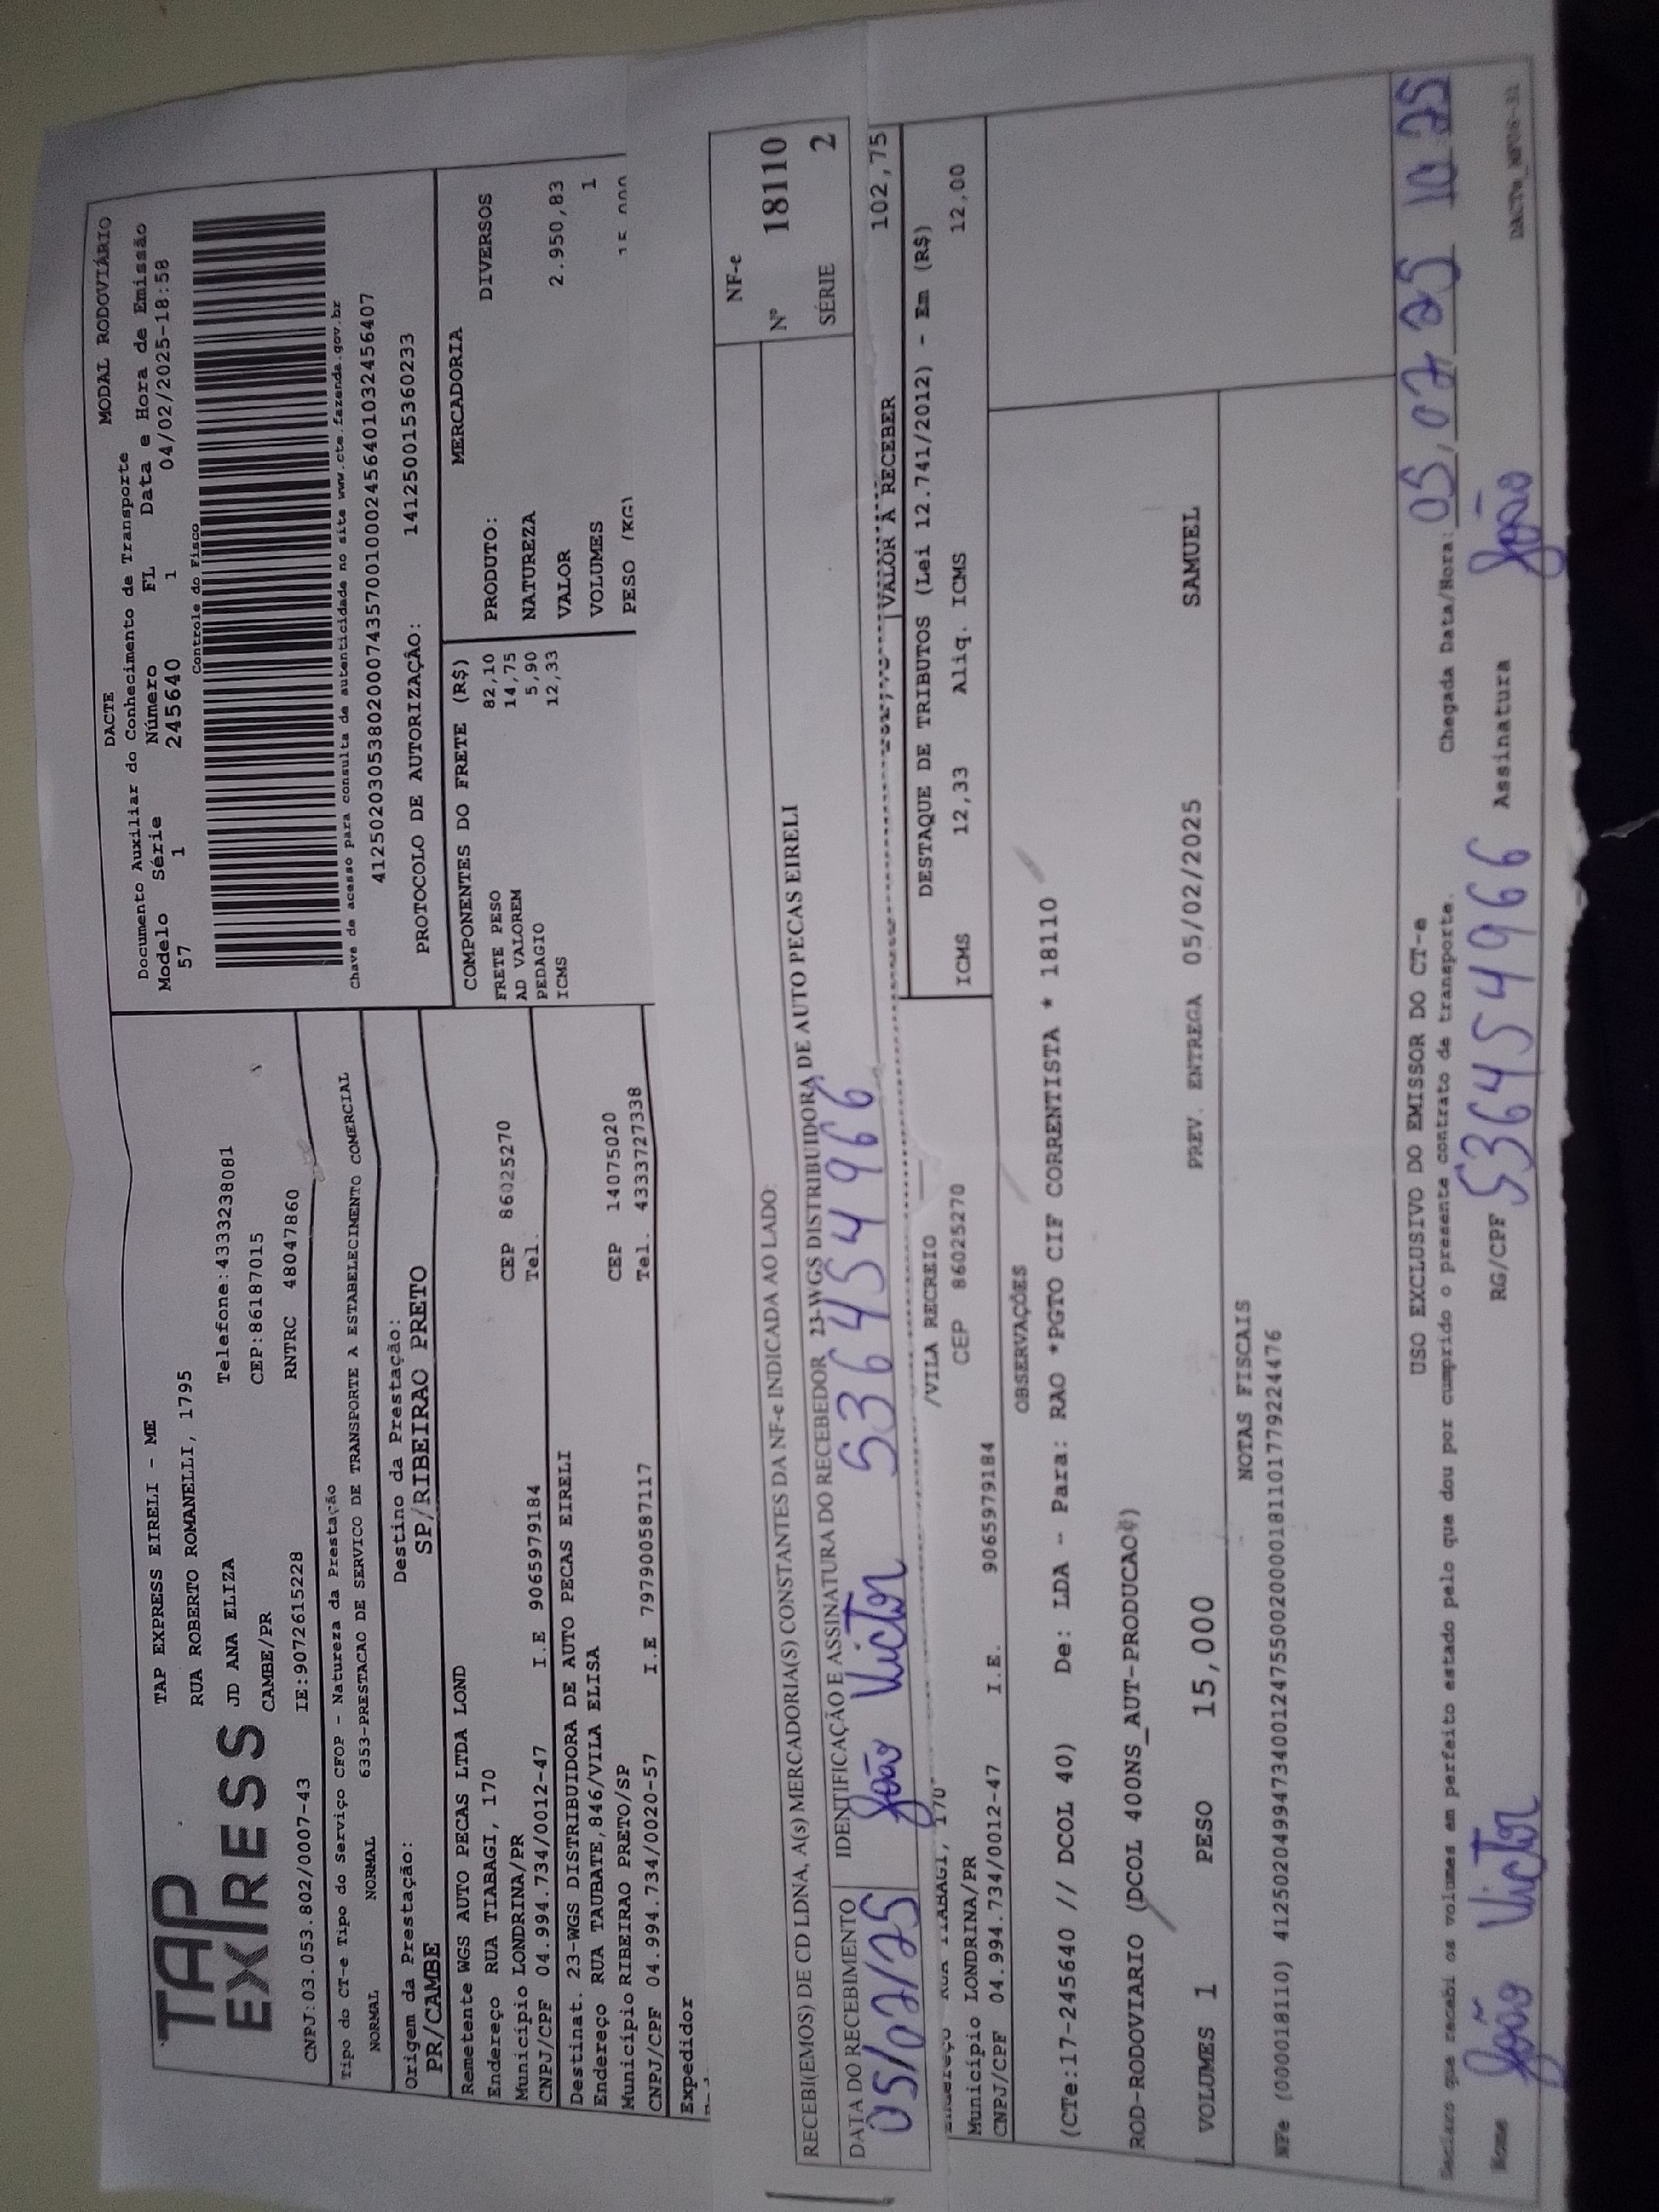 TAP EXPRESS
TAP EXPRESS EIRELI - ME
RUA ROBERTO ROMANELLI, 1795
JD ANA ELIZA Telefone:4333238081
CAMBE/PR CEP:86187015
CNPJ:03.053.802/0007-43 IE:9072615228 RNTRC 48047860
Tipo do CT-e Tipo do Serviço CFOP - Natureza da Prestação
NORMAL NORMAL 6353-PRESTACAO DE SERVICO DE TRANSPORTE A ESTABELECIMENTO COMERCIAL
Origem da Prestação: Destino da Prestação:
PR/CAMBE SP/RIBEIRAO PRETO
DACTE MODAL RODOVIÁRIO
Documento Auxiliar do Conhecimento de Transporte
Modelo Série Número FL Data e Hora de Emissão
57 1 245640 1 04/02/2025-18:58
Controle do Fisco
Chave de acesso para consulta de autenticidade no site www.cte.fazenda.gov.br
41250203053802000743570010002456401032456407
PROTOCOLO DE AUTORIZAÇÃO: 141250015360233
Remetente WGS AUTO PECAS LTDA LOND
Endereço RUA TIABAGI, 170 CEP 86025270
Município LONDRINA/PR Tel.
CNPJ/CPF 04.994.734/0012-47 I.E 9065979184
Destinat. 23-WGS DISTRIBUIDORA DE AUTO PECAS EIRELI
Endereço RUA TAUBATE,846/VILA ELISA CEP 14075020
Município RIBEIRAO PRETO/SP Tel. 4333727338
CNPJ/CPF 04.994.734/0020-57 I.E 797900587117
Expedidor
COMPONENTES DO FRETE (R$)
FRETE PESO 82,10
AD VALOREM 14,75
PEDAGIO 5,90
ICMS 12,33
MERCADORIA
PRODUTO: DIVERSOS
NATUREZA
VALOR 2.950,83
VOLUMES 1
PESO (KG)
RECEBI(EMOS) DE CD LDNA, A(s) MERCADORIA(S) CONSTANTES DA NF-e INDICADA AO LADO:
NF-e
Nº 18110
SÉRIE 2
DATA DO RECEBIMENTO IDENTIFICAÇÃO E ASSINATURA DO RECEBEDOR 23-WGS DISTRIBUIDORA DE AUTO PECAS EIRELI
05/02/25 João Victor 536454966
VALOR A RECEBER 102,75
/VILA RECREIO
Município LONDRINA/PR CEP 86025270
CNPJ/CPF 04.994.734/0012-47 I.E. 9065979184
DESTAQUE DE TRIBUTOS (Lei 12.741/2012) - Em (R$)
ICMS 12,33 Aliq. ICMS 12,00
OBSERVAÇÕES
(CTe:17-245640 // DCOL 40) De: LDA -- Para: RAO *PGTO CIF CORRENTISTA * 18110
ROD-RODOVIARIO (DCOL 400NS_AUT-PRODUCAO
VOLUMES 1 PESO 15,000 PREV. ENTREGA 05/02/2025 SAMUEL
NOTAS FISCAIS
NFe (00018110) 41250204994734001247550020000181101779224476
USO EXCLUSIVO DO EMISSOR DO CT-e
Declaro que recebi os volumes em perfeito estado pelo que dou por cumprido o presente contrato de transporte. Chegada Data/Hora: 05,02,25 10 25
Nome João Victor RG/CPF 536454966 Assinatura João